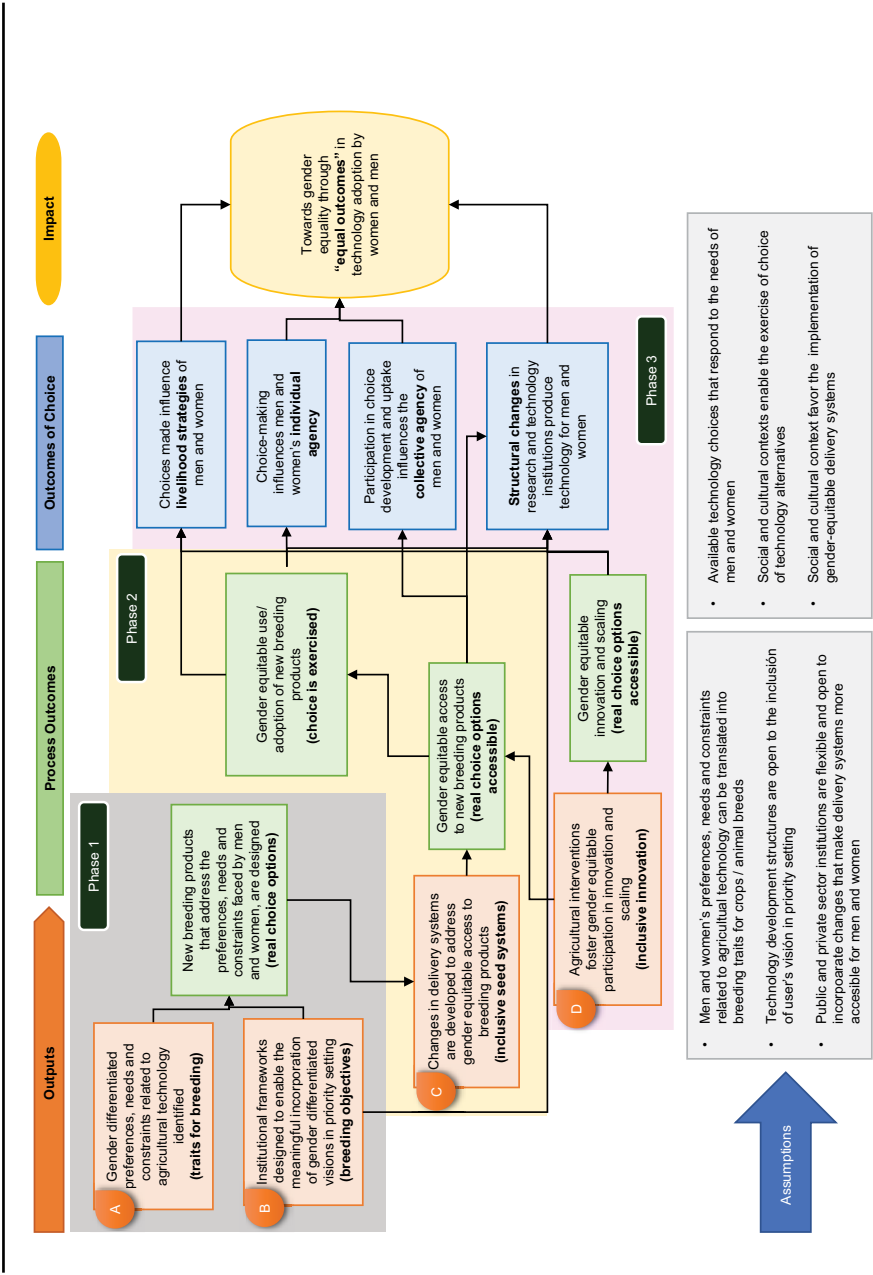 Outputs
Process Outcomes
Outcomes of Choice
Impact
Phase 1
A
Gender differentiated
preferences, needs and
constraints related to
agricultural technology
identified
(traits for breeding)
B
Institutional frameworks
designed to enable the
meaningful incorporation
of gender differentiated
visions in priority setting
(breeding objectives)
New breeding products
that address the
preferences, needs and
constraints faced by men
and women, are designed
(real choice options)
Phase 2
C
Changes in delivery systems
are developed to address
gender equitable access to
breeding products
(inclusive seed systems)
Gender equitable use/
adoption of new breeding
products
(choice is exercised)
Gender equitable access
to new breeding products
(real choice options
accessible)
D
Agricultural interventions
foster gender equitable
participation in innovation and
scaling
(inclusive innovation)
Gender equitable
innovation and scaling
(real choice options
accessible)
Choices made influence
livelihood strategies of
men and women
Choice-making
influences men and
women's individual
agency
Participation in choice
development and uptake
influences the
collective agency of
men and women
Structural changes in
research and technology
institutions produce
technology for men and
women
Phase 3
Towards gender
equality through
"equal outcomes" in
technology adoption by
women and men
Assumptions
• Men and women's preferences, needs and constraints
related to agricultural technology can be translated into
breeding traits for crops / animal breeds
• Technology development structures are open to the inclusion
of user's visión in priority setting
• Public and private sector institutions are flexible and open to
incorpoarate changes that make delivery systems more
accesible for men and women
• Available technology choices that respond to the needs of
men and women
• Social and cultural contexts enable the exercise of choice
of technology alternatives
• Social and cultural context favor the implementation of
gender-equitable delivery systems